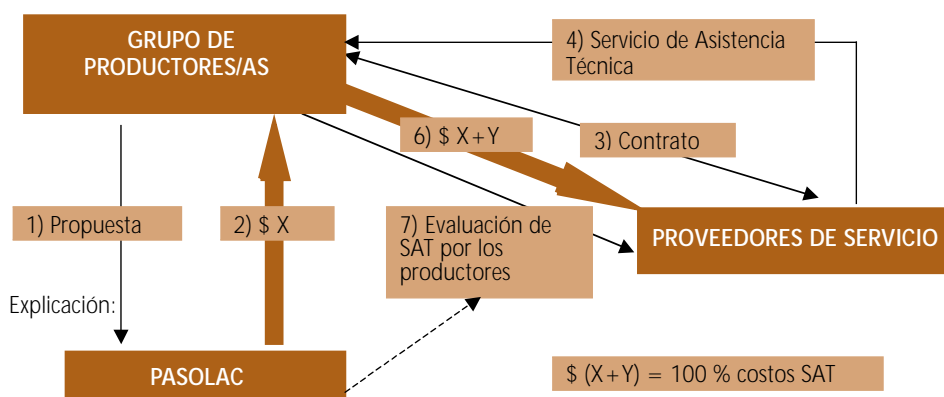 GRUPO DE
PRODUCTORES/AS
4) Servicio de Asistencia
Técnica
6) $ X+Y
3) Contrato
1) Propuesta
2) $ X
7) Evaluación de
SAT por los
productores
PROVEEDORES DE SERVICIO
Explicación:
PASOLAC
$ (X+Y) = 100 % costos SAT